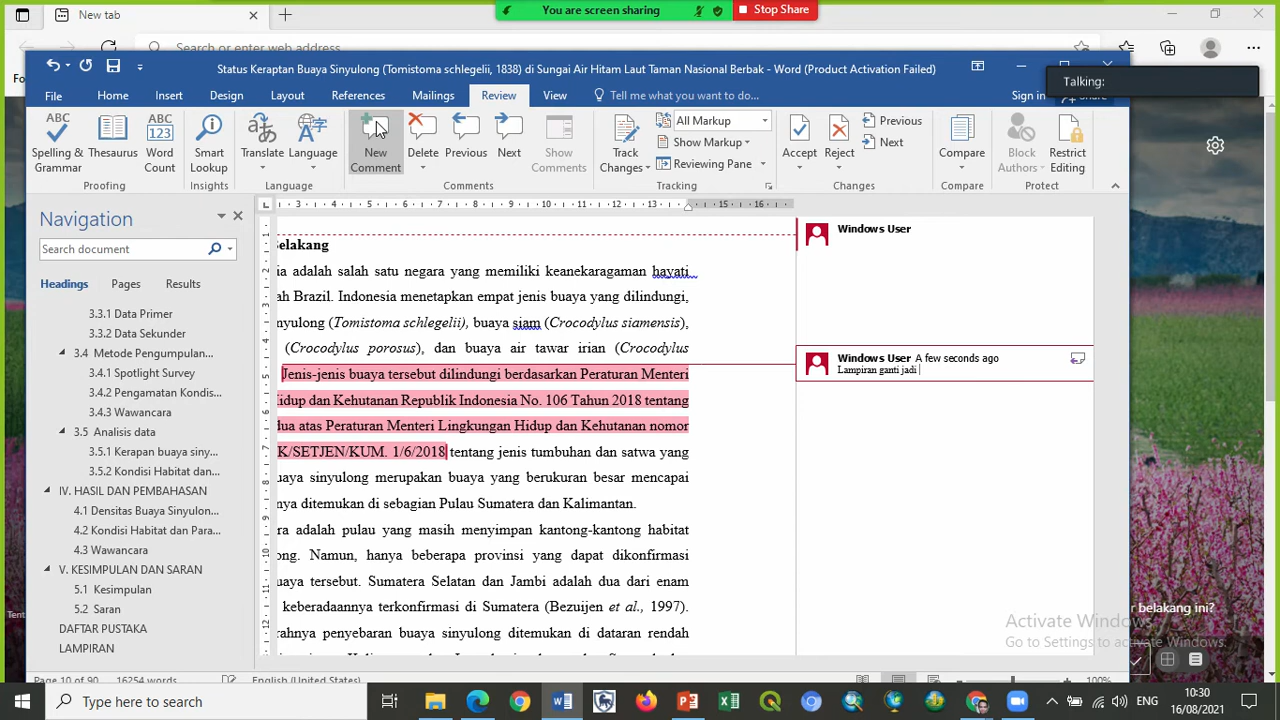 You are screen sharing
Stop Share
New tab
Search or enter web address
Status Keraptan Buaya Sinyulong (Tomistoma schlegelii, 1838) di Sungai Air Hitam Laut Taman Nasional Berbak - Word (Product Activation Failed)
Talking:
Sign in
File
Home
Insert
Design
Layout
References
Mailings
Review
View
Tell me what you want to do...
Spelling & Grammar
Thesaurus
Word Count
Smart Lookup
Translate
Language
New Comment
Delete
Previous
Next
Show Comments
Track Changes
All Markup
Show Markup
Reviewing Pane
Accept
Reject
Previous
Next
Compare
Block Authors
Restrict Editing
Proofing
Insights
Language
Comments
Tracking
Changes
Compare
Protect
Navigation
Search document
Headings
Pages
Results
3.3.1 Data Primer
3.3.2 Data Sekunder
3.4 Metode Pengumpulan...
3.4.1 Spotlight Survey
3.4.2 Pengamatan Kondis...
3.4.3 Wawancara
3.5 Analisis data
3.5.1 Kerapan buaya siny...
3.5.2 Kondisi Habitat dan...
IV. HASIL DAN PEMBAHASAN
4.1 Densitas Buaya Sinyulon...
4.2 Kondisi Habitat dan Para...
4.3 Wawancara
V. KESIMPULAN DAN SARAN
5.1 Kesimpulan
5.2 Saran
DAFTAR PUSTAKA
LAMPIRAN
3 4 5 6 7 8 9 10 11 12 13 15 16
elakang
ia adalah salah satu negara yang memiliki keanekaragaman hayati
ah Brazil. Indonesia menetapkan empat jenis buaya yang dilindungi,
nyulong (Tomistoma schlegelii), buaya siam (Crocodylus siamensis),
(Crocodylus porosus), dan buaya air tawar irian (Crocodylus
Jenis-jenis buaya tersebut dilindungi berdasarkan Peraturan Menteri
idup dan Kehutanan Republik Indonesia No. 106 Tahun 2018 tentang
dua atas Peraturan Menteri Lingkungan Hidup dan Kehutanan nomor
K/SETJEN/KUM. 1/6/2018 tentang jenis tumbuhan dan satwa yang
uaya sinyulong merupakan buaya yang berukuran besar mencapai
nya ditemukan di sebagian Pulau Sumatera dan Kalimantan.
ra adalah pulau yang masih menyimpan kantong-kantong habitat
ong. Namun, hanya beberapa provinsi yang dapat dikonfirmasi
uaya tersebut. Sumatera Selatan dan Jambi adalah dua dari enam
keberadaannya terkonfirmasi di Sumatera (Bezuijen et al., 1997).
rahnya penyebaran buaya sinyulong ditemukan di dataran rendah
Windows User
Windows User A few seconds ago
Lampiran ganti jadi
r belakang ini?
Activate Windows
Go to Settings to activate Windows.
Page 10 of 90
16254 words
English (United States)
100%
Type here to search
ENG
10:30
16/08/2021